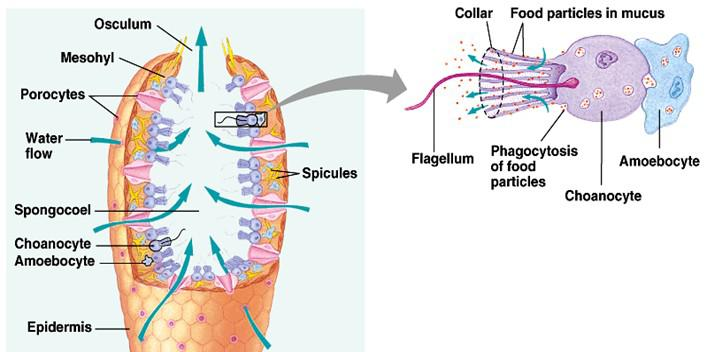 Osculum
Mesohyl
Porocytes
Water
flow
Spongocoel
Choanocyte
Amoebocyte
Epidermis
Spicules
Collar
Food particles in mucus
Flagellum
Phagocytosis
of food
particles
Choanocyte
Amoebocyte